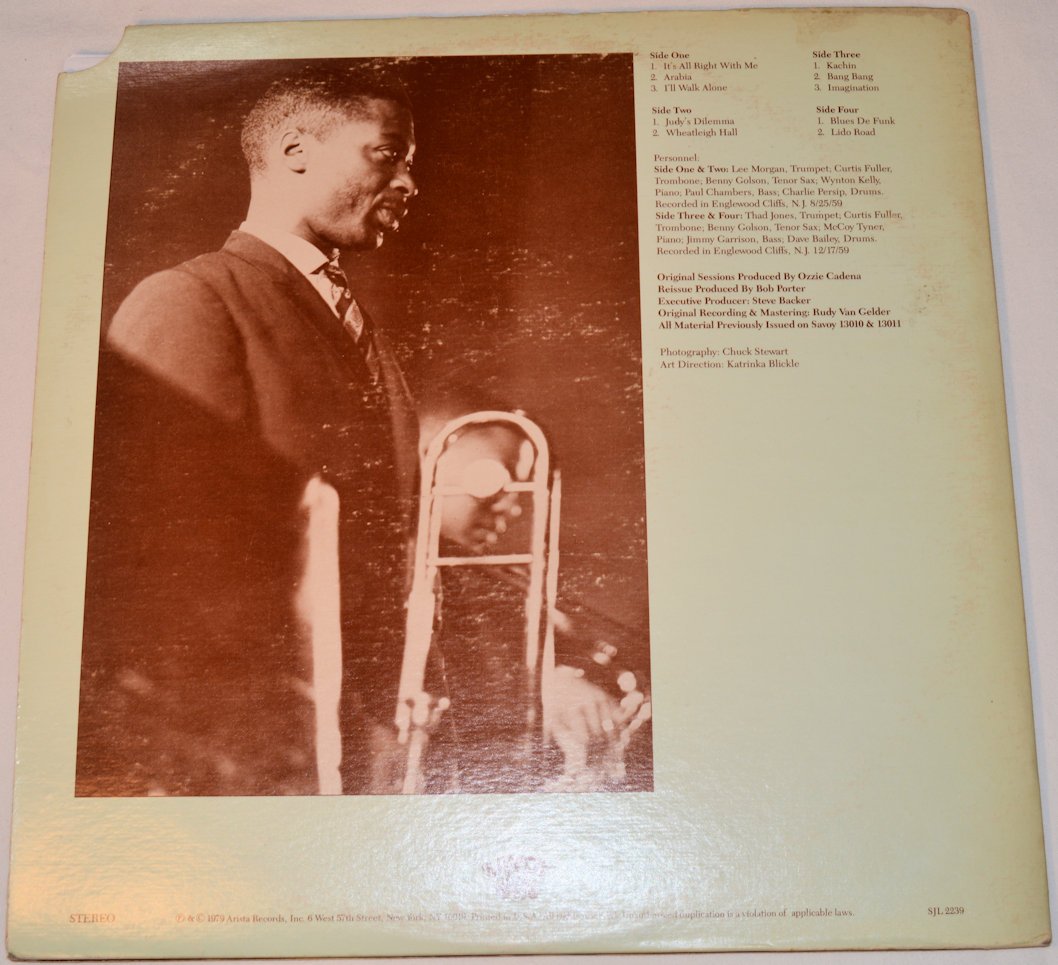 Side One
1. It's All Right With Me
2. Arabia
3. I'll Walk Alone
Side Two
1. Judy's Dilemma
2. Wheatleigh Hall
Side Three
1. Kachin
2. Bang Bang
3. Imagination
Side Four
1. Blues De Funk
2. Lido Road
Personnel:
Side One & Two: Lee Morgan, Trumpet; Curtis Fuller,
Trombone; Benny Golson, Tenor Sax; Wynton Kelly,
Piano; Paul Chambers, Bass; Charlie Persip, Drums.
Recorded in Englewood Cliffs, N.J. 8/25/59
Side Three & Four: Thad Jones, Trumpet; Curtis Fuller,
Trombone; Benny Golson, Tenor Sax; McCoy Tyner,
Piano; Jimmy Garrison, Bass; Dave Bailey, Drums.
Recorded in Englewood Cliffs, N.J. 12/17/59
Original Sessions Produced By Ozzie Cadena
Reissue Produced By Bob Porter
Executive Producer: Steve Backer
Original Recording & Mastering: Rudy Van Gelder
All Material Previously Issued on Savoy 13010 & 13011
Photography: Chuck Stewart
Art Direction: Katrinka Blickle
STEREO
℗ & © 1979 Arista Records, Inc. 6 West 57th Street, New York, NY 10019. Printed in U.S.A. duplication is a violation of applicable laws.
SJL 2239